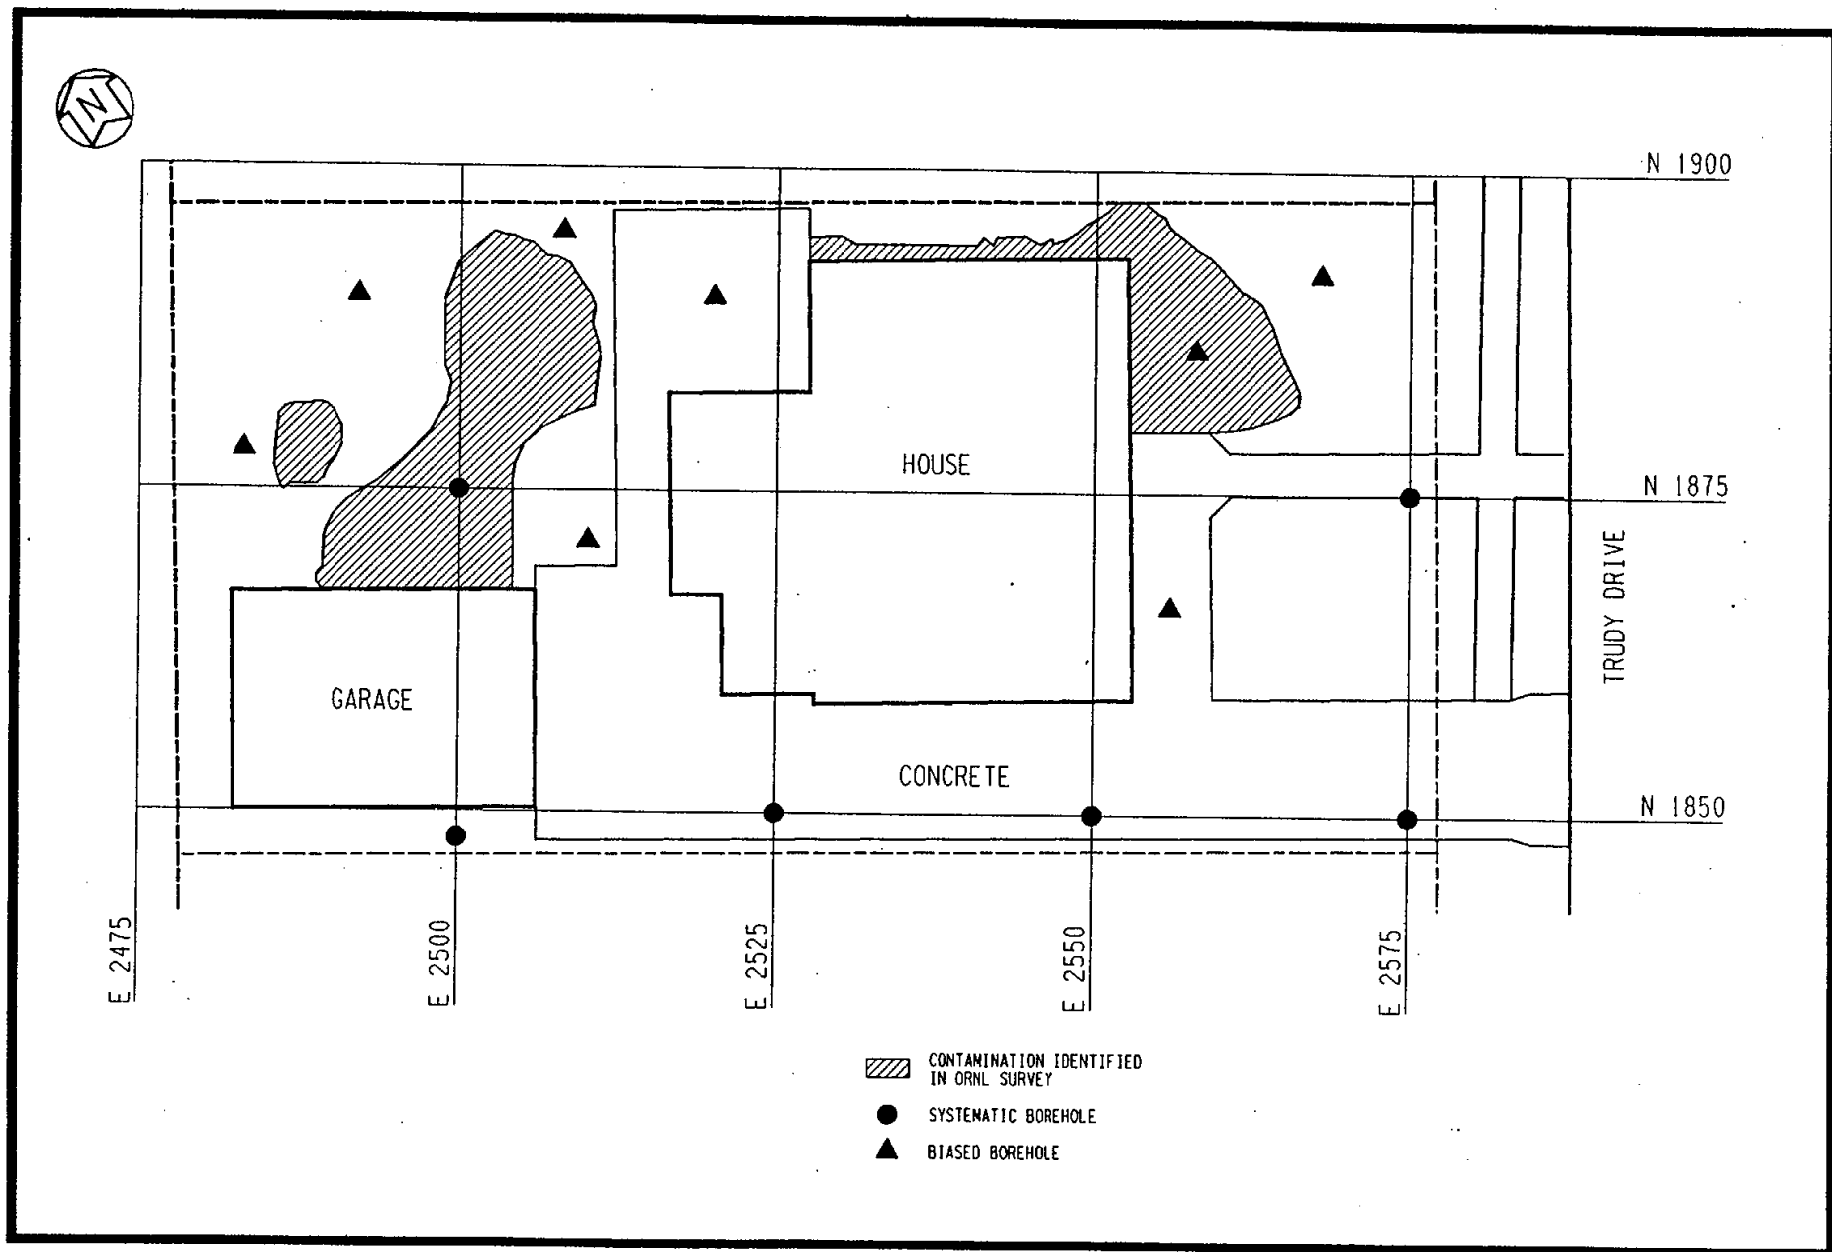 N
N 1900
HOUSE
N 1875
TRUDY DRIVE
GARAGE
CONCRETE
N 1850
E 2475
E 2500
E 2525
E 2550
E 2575
CONTAMINATION IDENTIFIED
IN ORNL SURVEY
SYSTEMATIC BOREHOLE
BIASED BOREHOLE